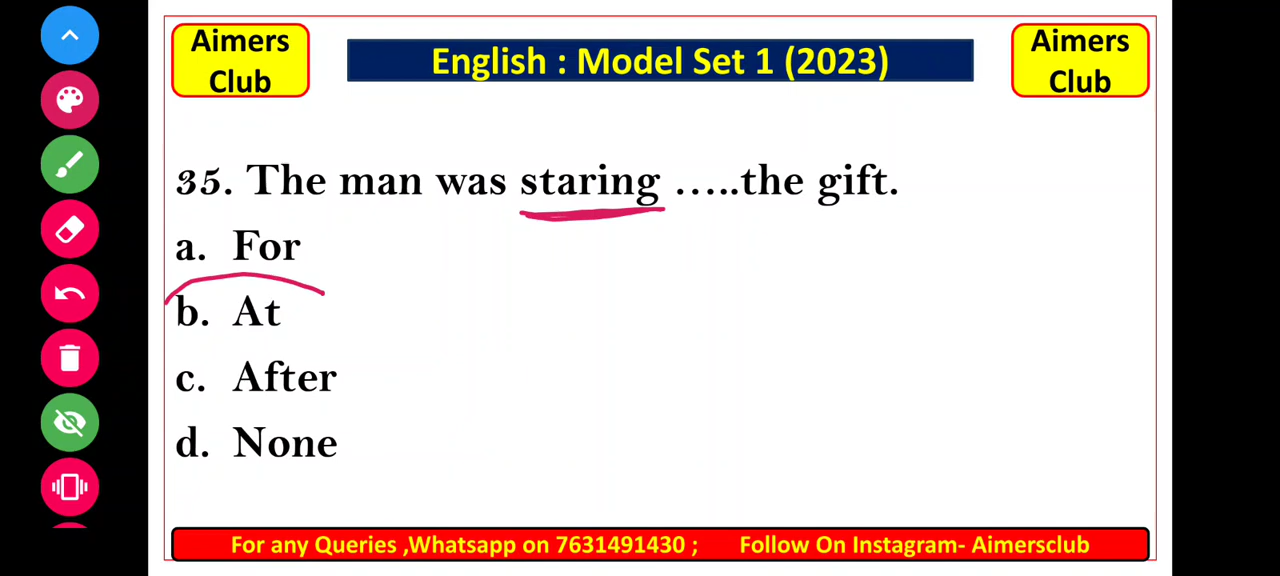 Aimers
Club
English : Model Set 1 (2023)
Aimers
Club
35. The man was staring …..the gift.
a. For
b. At
c. After
d. None
For any Queries ,Whatsapp on 7631491430 ; Follow On Instagram- Aimersclub